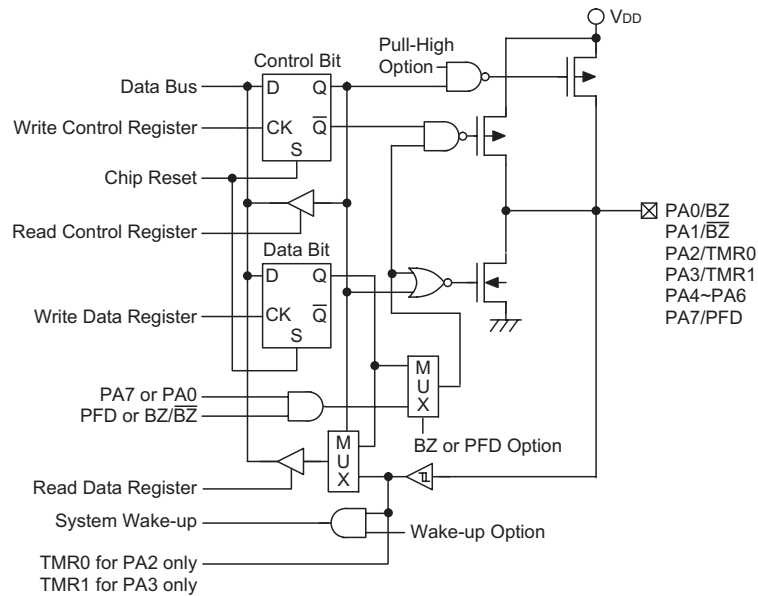 VDD
Pull-High
Option
Control Bit
Data Bus
D
Q
Write Control Register
CK
Q̅
S
Chip Reset
Read Control Register
Data Bit
D
Q
Write Data Register
CK
Q̅
S
PA0/BZ
PA1/B̅Z̅
PA2/TMR0
PA3/TMR1
PA4~PA6
PA7/PFD
M
U
X
PA7 or PA0
PFD or BZ/B̅Z̅
BZ or PFD Option
M
U
X
Read Data Register
System Wake-up
Wake-up Option
TMR0 for PA2 only
TMR1 for PA3 only